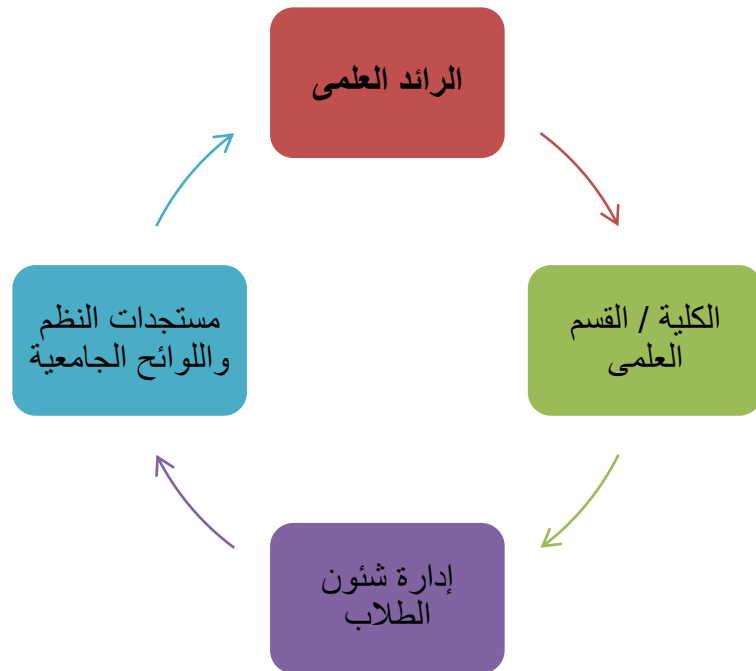 الرائد العلمى
الكلية / القسم
العلمى
إدارة شئون
الطلاب
مستجدات النظم
واللوائح الجامعية